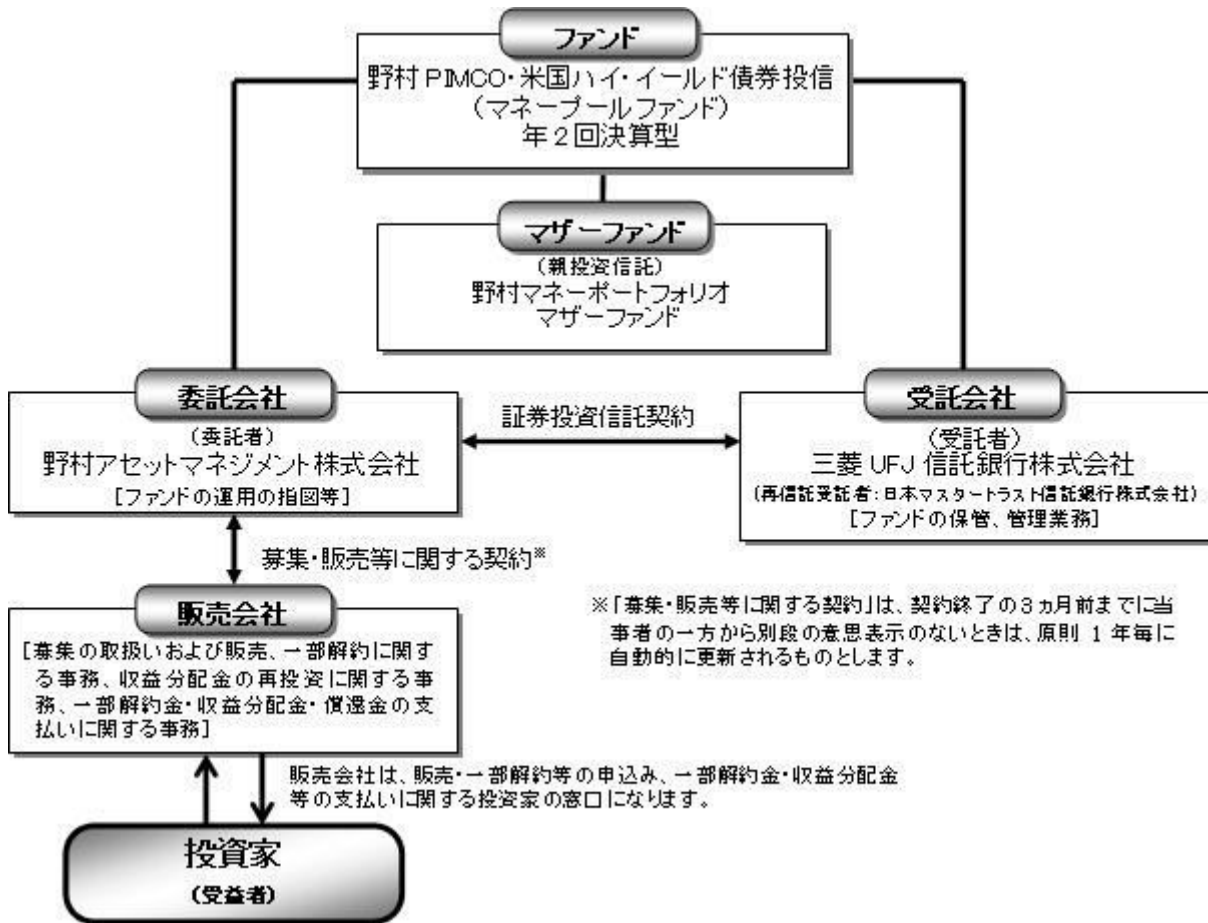 ファンド
野村PIMCO・米国ハイ・イールド債券投信
(マネープールファンド)
年2回決算型
マザーファンド
(親投資信託)
野村マネーポートフォリオ
マザーファンド
委託会社
(委託者)
野村アセットマネジメント株式会社
[ファンドの運用の指図等]
証券投資信託契約
受託会社
(受託者)
三菱UFJ信託銀行株式会社
(再信託受託者:日本マスタートラスト信託銀行株式会社)
[ファンドの保管、管理業務]
募集・販売等に関する契約※
販売会社
[募集の取扱いおよび販売、一部解約に関す
る事務、収益分配金の再投資に関する事
務、一部解約金・収益分配金・償還金の支
払いに関する事務]
※「募集・販売等に関する契約」は、契約終了の3ヵ月前までに当
事者の一方から別段の意思表示のないときは、原則1年毎に
自動的に更新されるものとします。
販売会社は、販売・一部解約等の申込み、一部解約金・収益分配金
等の支払いに関する投資家の窓口になります。
投資家
(受益者)